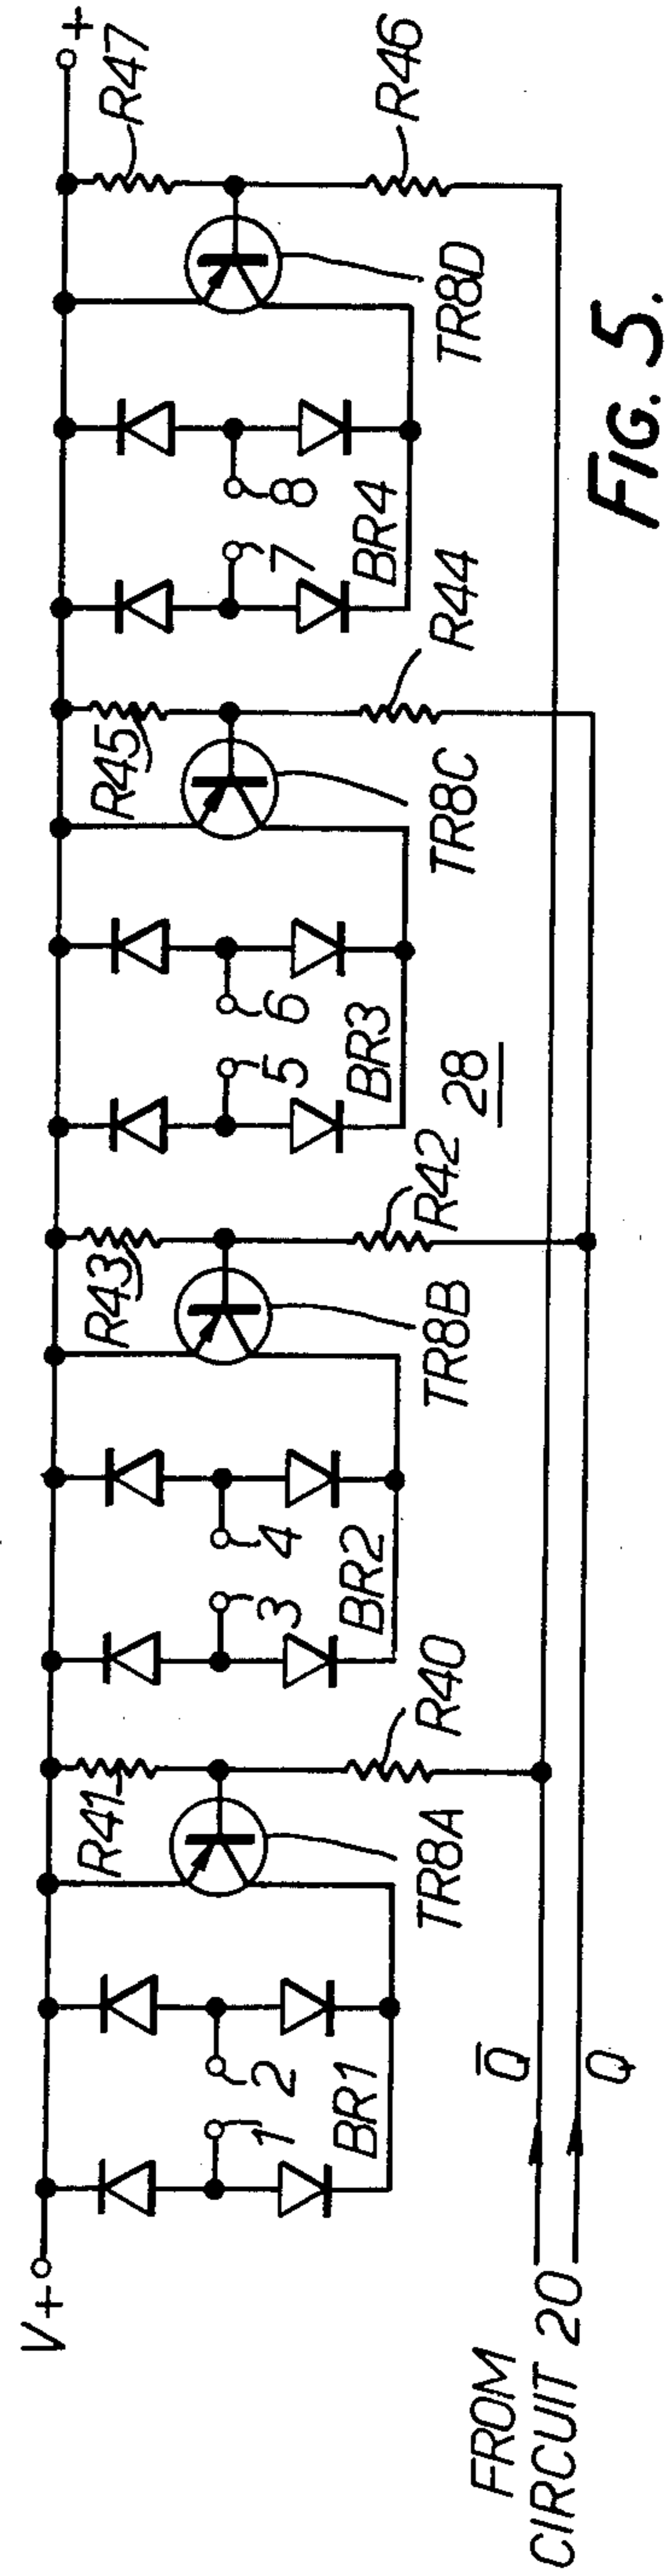 V+
+
R41
R43
R45
R47
1
2
3
4
5
6
7
8
BR1
BR2
BR3
BR4
TR8A
R40
TR8B
R42
TR8C
R44
TR8D
R46
28
Q̅
Q
FROM
CIRCUIT 20
FIG. 5.